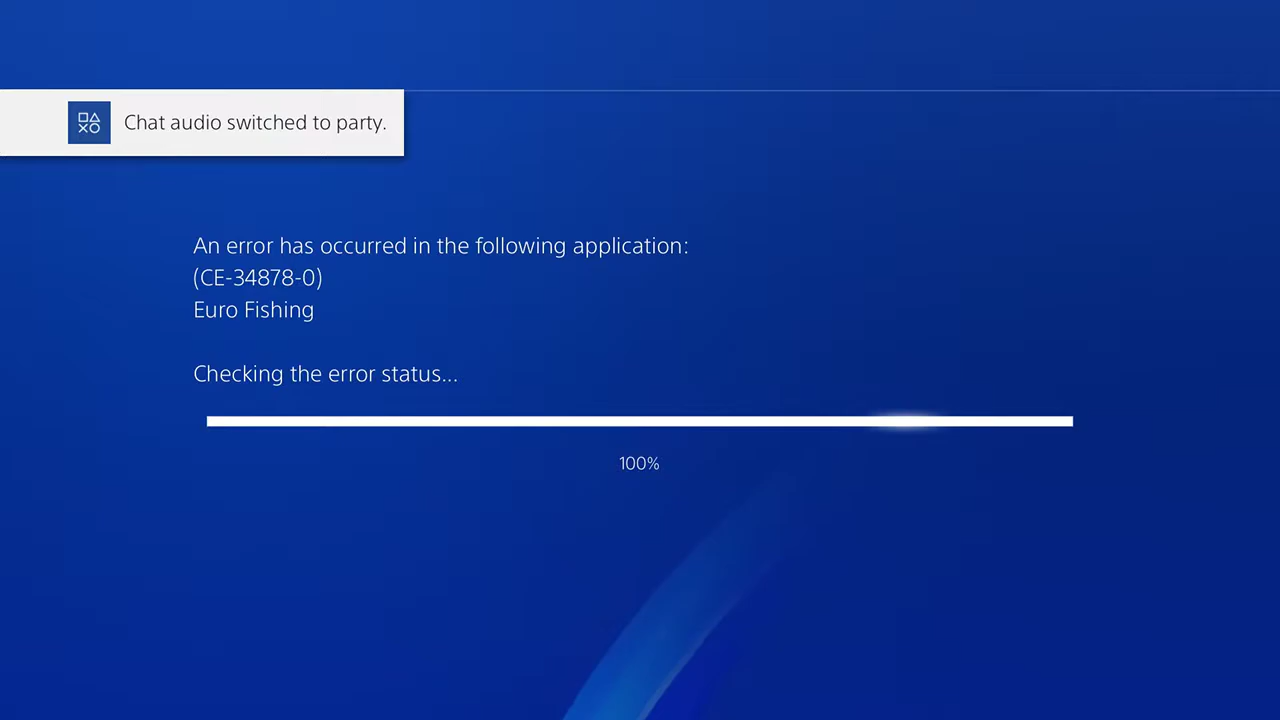 Chat audio switched to party.
An error has occurred in the following application:
(CE-34878-0)
Euro Fishing
Checking the error status...
100%